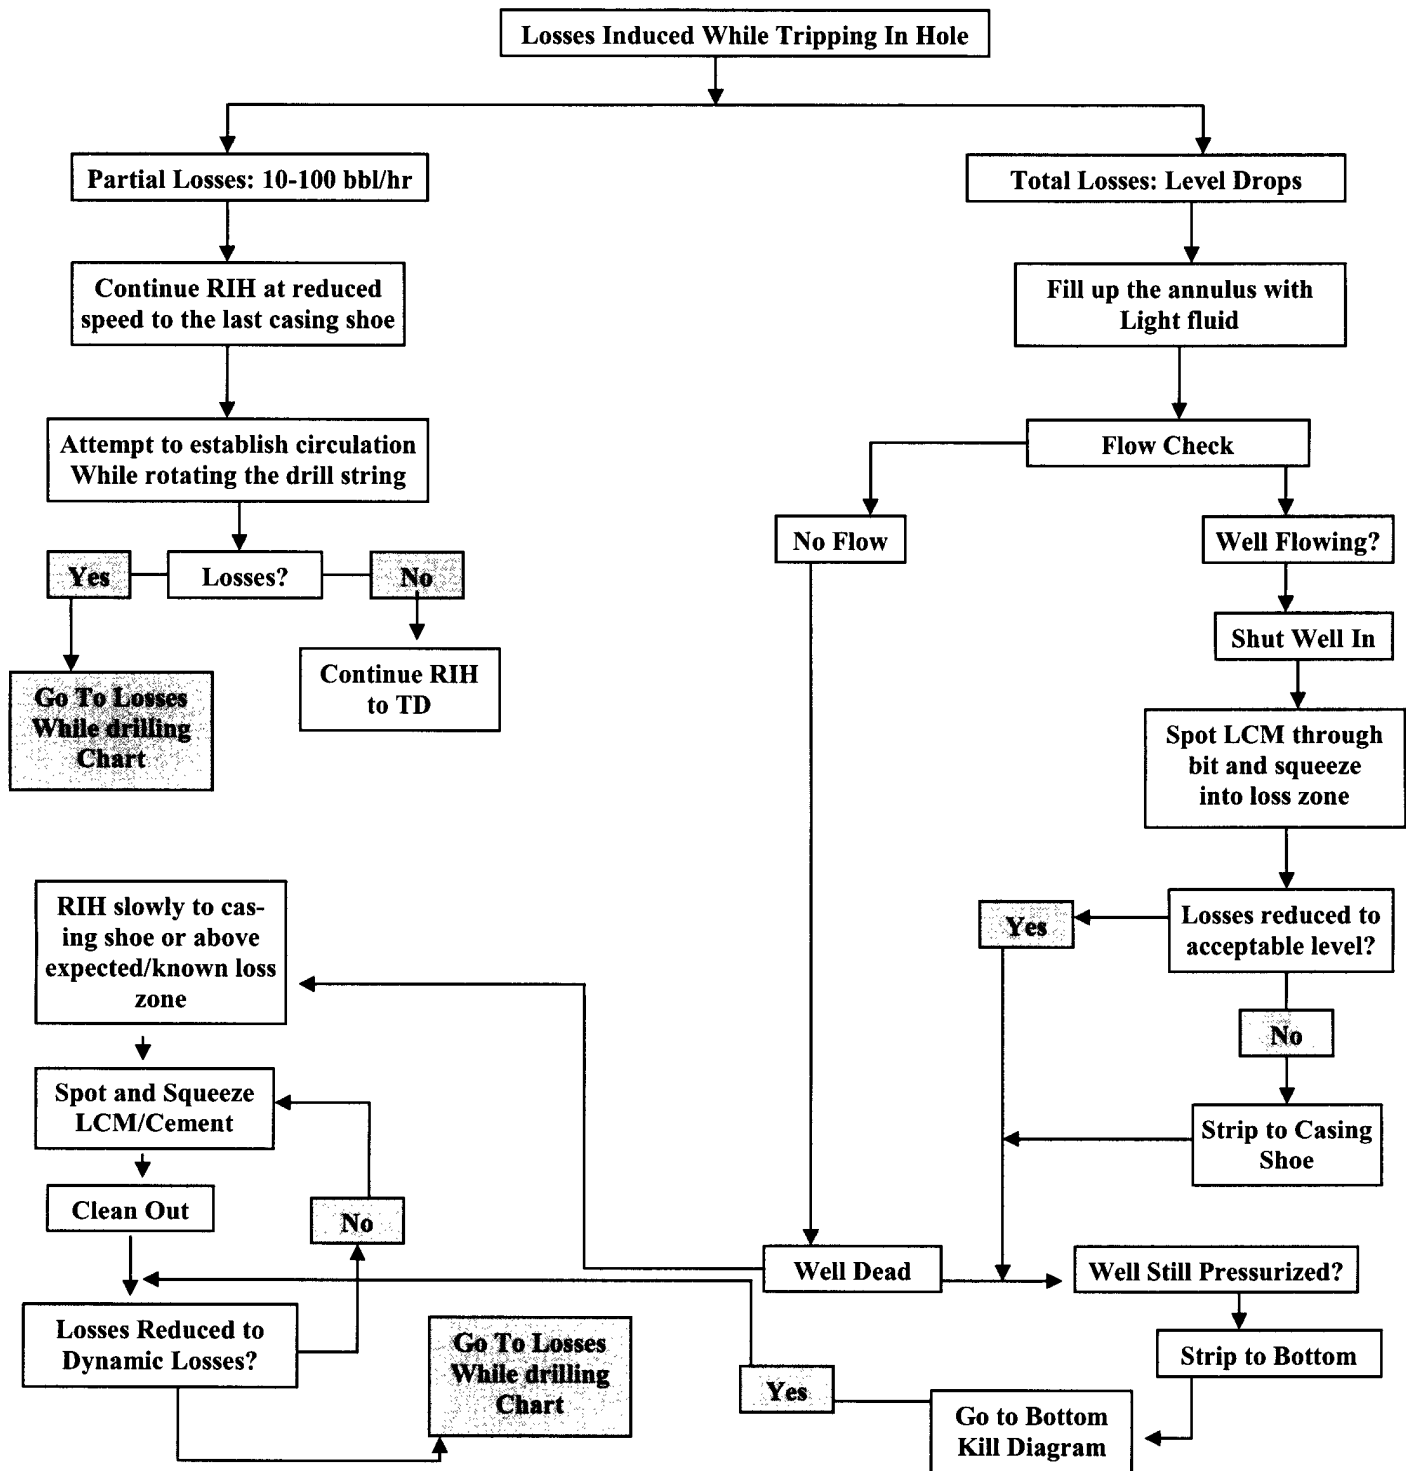 Losses Induced While Tripping In Hole
Partial Losses: 10-100 bbl/hr
Total Losses: Level Drops
Continue RIH at reduced
speed to the last casing shoe
Fill up the annulus with
Light fluid
Attempt to establish circulation
While rotating the drill string
Flow Check
No Flow
Well Flowing?
Yes
Losses?
No
Shut Well In
Continue RIH
to TD
Go To Losses
While drilling
Chart
Spot LCM through
bit and squeeze
into loss zone
RIH slowly to cas-
ing shoe or above
expected/known loss
zone
Yes
Losses reduced to
acceptable level?
No
Spot and Squeeze
LCM/Cement
Strip to Casing
Shoe
Clean Out
No
Well Dead
Well Still Pressurized?
Losses Reduced to
Dynamic Losses?
Go To Losses
While drilling
Chart
Strip to Bottom
Yes
Go to Bottom
Kill Diagram